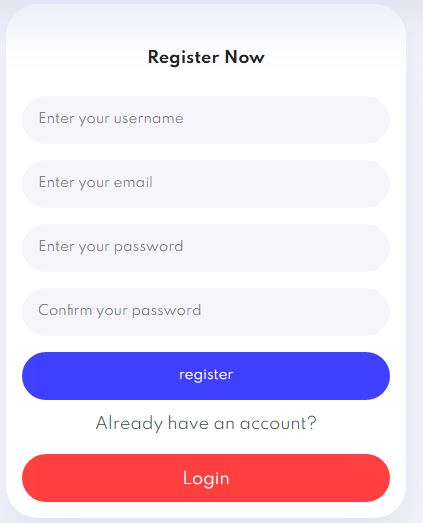 Register Now
Enter your username
Enter your email
Enter your password
Confirm your password
register
Already have an account?
Login